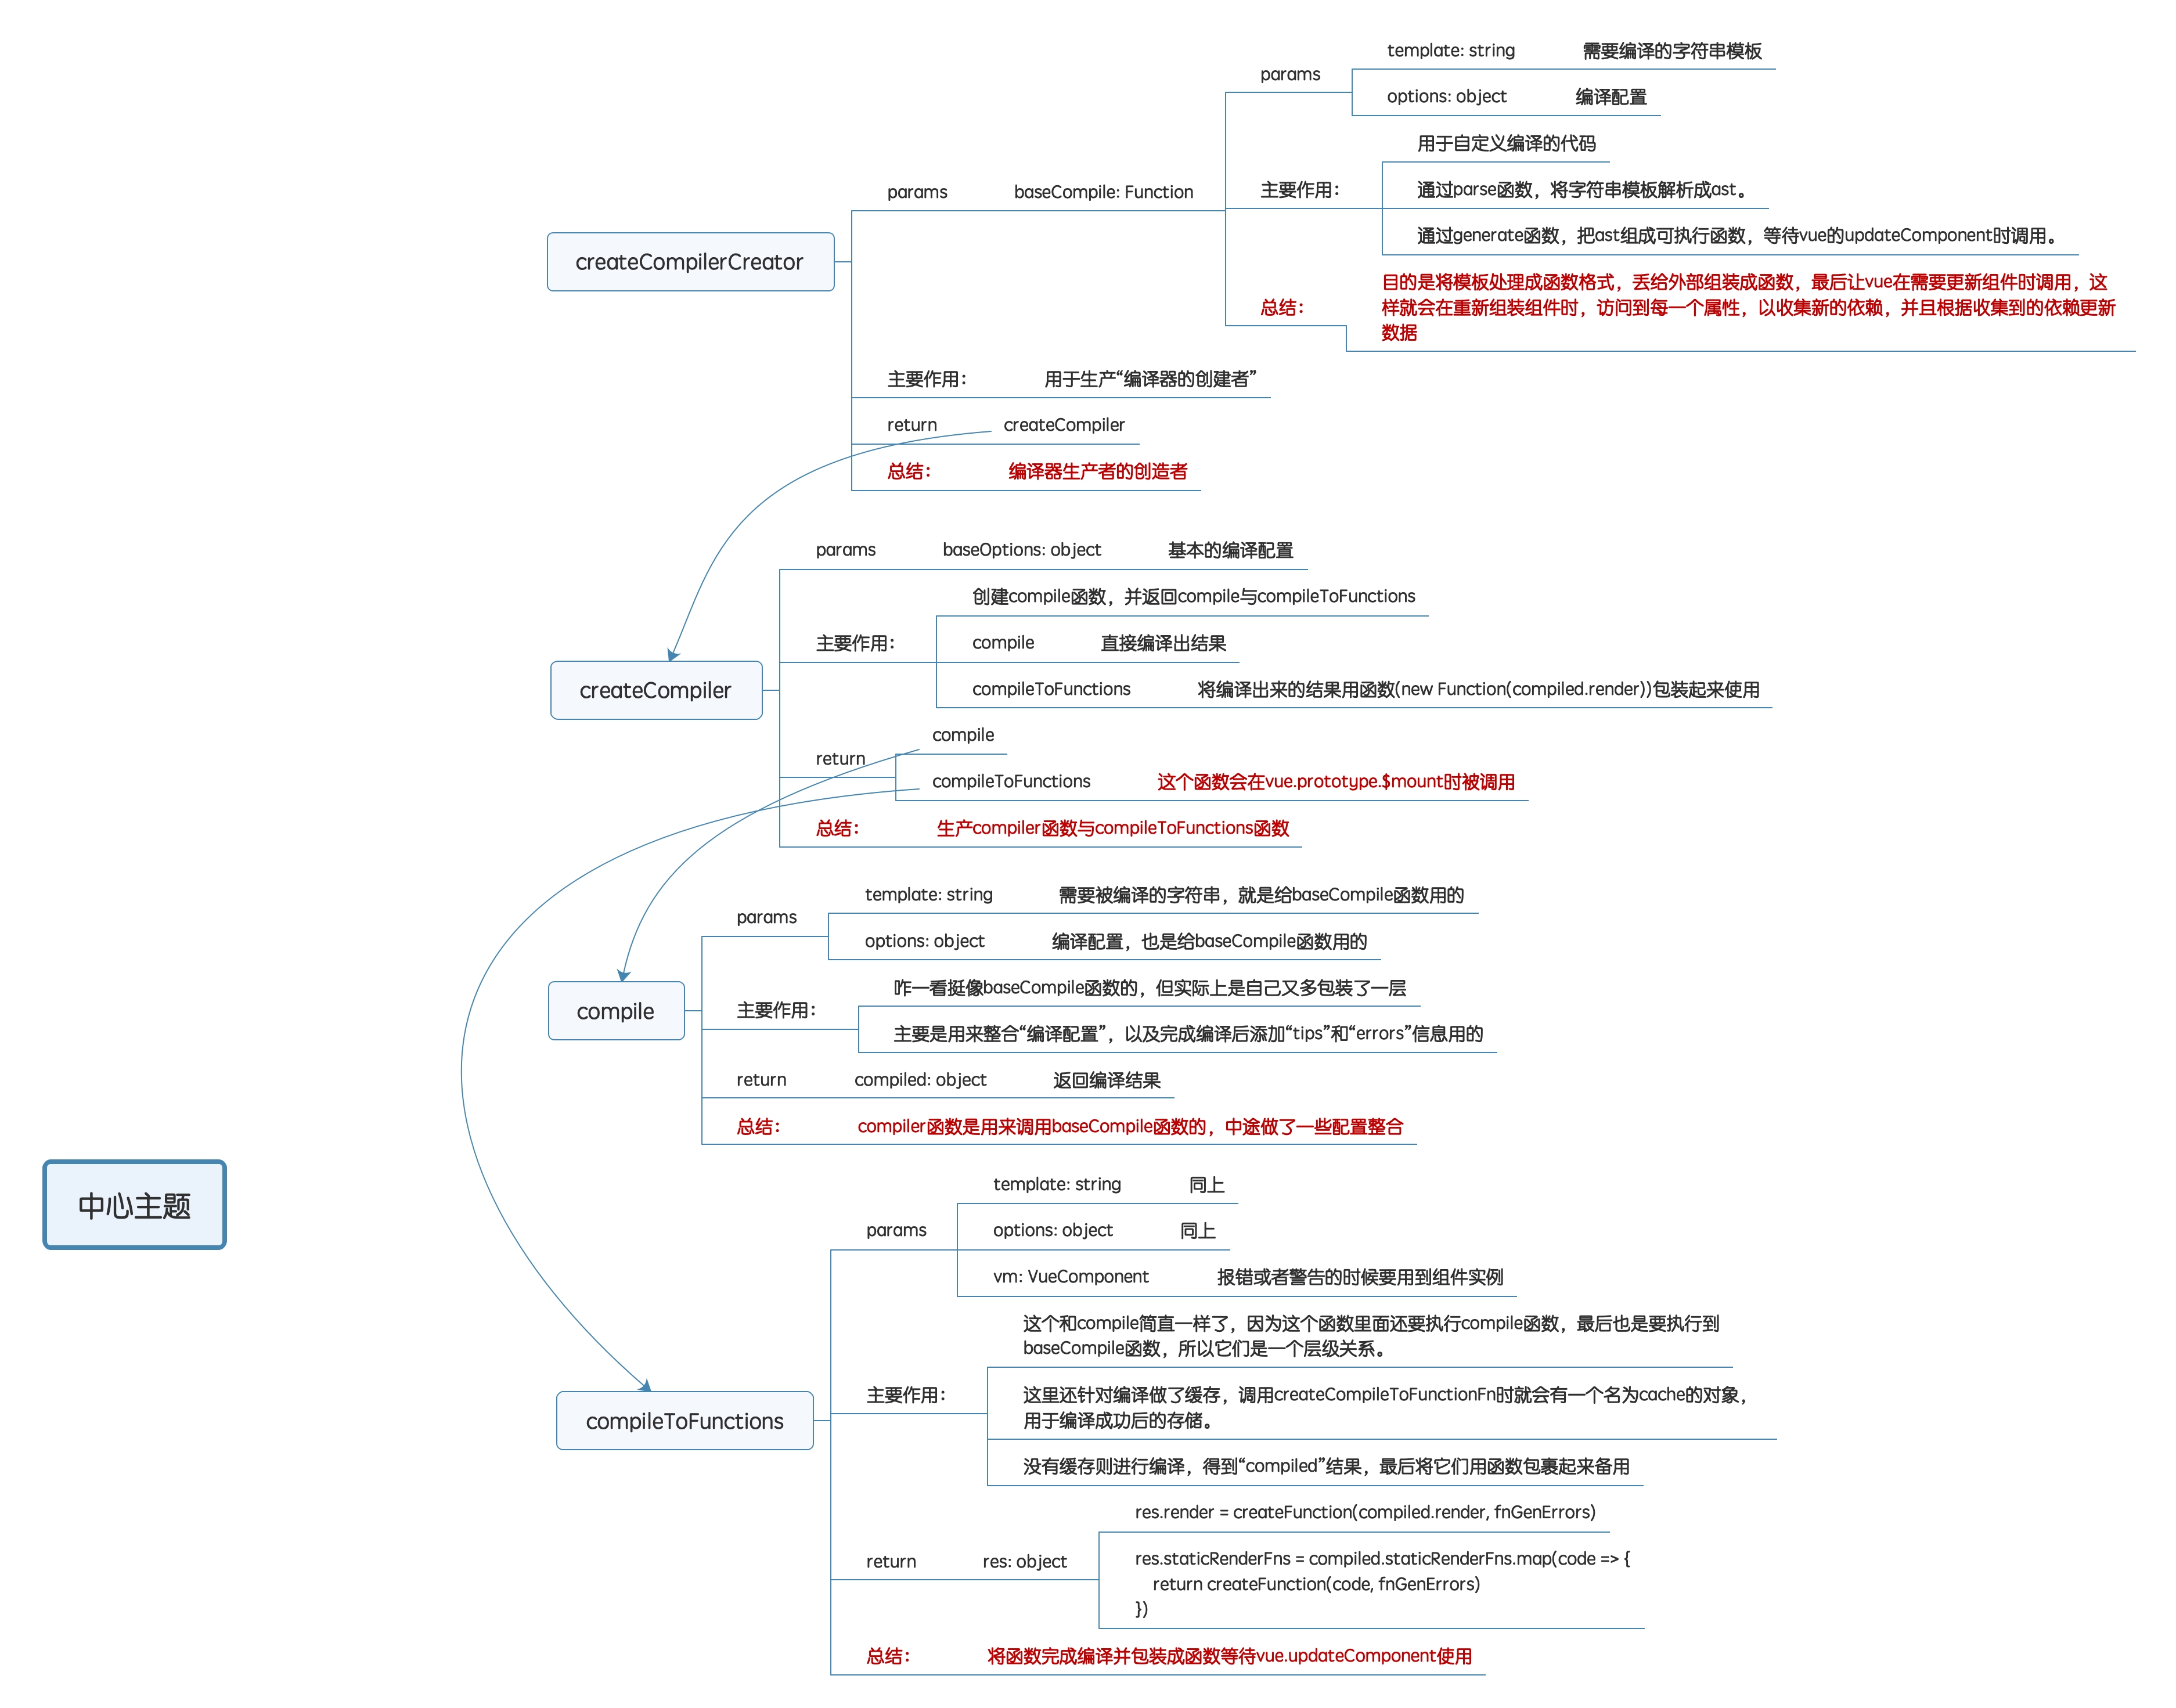 中心主题
createCompilerCreator
params
baseCompile: Function
params
template: string
需要编译的字符串模板
options: object
编译配置
主要作用：
用于自定义编译的代码
通过parse函数，将字符串模板解析成ast。
通过generate函数，把ast组成可执行函数，等待vue的updateComponent时调用。
总结：
目的是将模板处理成函数格式，丢给外部组装成函数，最后让vue在需要更新组件时调用，这
样就会在重新组装组件时，访问到每一个属性，以收集新的依赖，并且根据收集到的依赖更新
数据
主要作用：
用于生产“编译器的创建者”
return
createCompiler
总结：
编译器生产者的创造者
createCompiler
params
baseOptions: object
基本的编译配置
主要作用：
创建compile函数，并返回compile与compileToFunctions
compile
直接编译出结果
compileToFunctions
将编译出来的结果用函数(new Function(compiled.render))包装起来使用
return
compile
compileToFunctions
这个函数会在vue.prototype.$mount时被调用
总结：
生产compiler函数与compileToFunctions函数
compile
params
template: string
需要被编译的字符串，就是给baseCompile函数用的
options: object
编译配置，也是给baseCompile函数用的
主要作用：
咋一看挺像baseCompile函数的，但实际上是自己又多包装了一层
主要是用来整合“编译配置”，以及完成编译后添加“tips”和“errors”信息用的
return
compiled: object
返回编译结果
总结：
compiler函数是用来调用baseCompile函数的，中途做了一些配置整合
compileToFunctions
params
template: string
同上
options: object
同上
vm: VueComponent
报错或者警告的时候要用到组件实例
主要作用：
这个和compile简直一样了，因为这个函数里面还要执行compile函数，最后也是要执行到
baseCompile函数，所以它们是一个层级关系。
这里还针对编译做了缓存，调用createCompileToFunctionFn时就会有一个名为cache的对象，
用于编译成功后的存储。
没有缓存则进行编译，得到“compiled”结果，最后将它们用函数包裹起来备用
return
res: object
res.render = createFunction(compiled.render, fnGenErrors)
res.staticRenderFns = compiled.staticRenderFns.map(code => {
return createFunction(code, fnGenErrors)
})
总结：
将函数完成编译并包装成函数等待vue.updateComponent使用